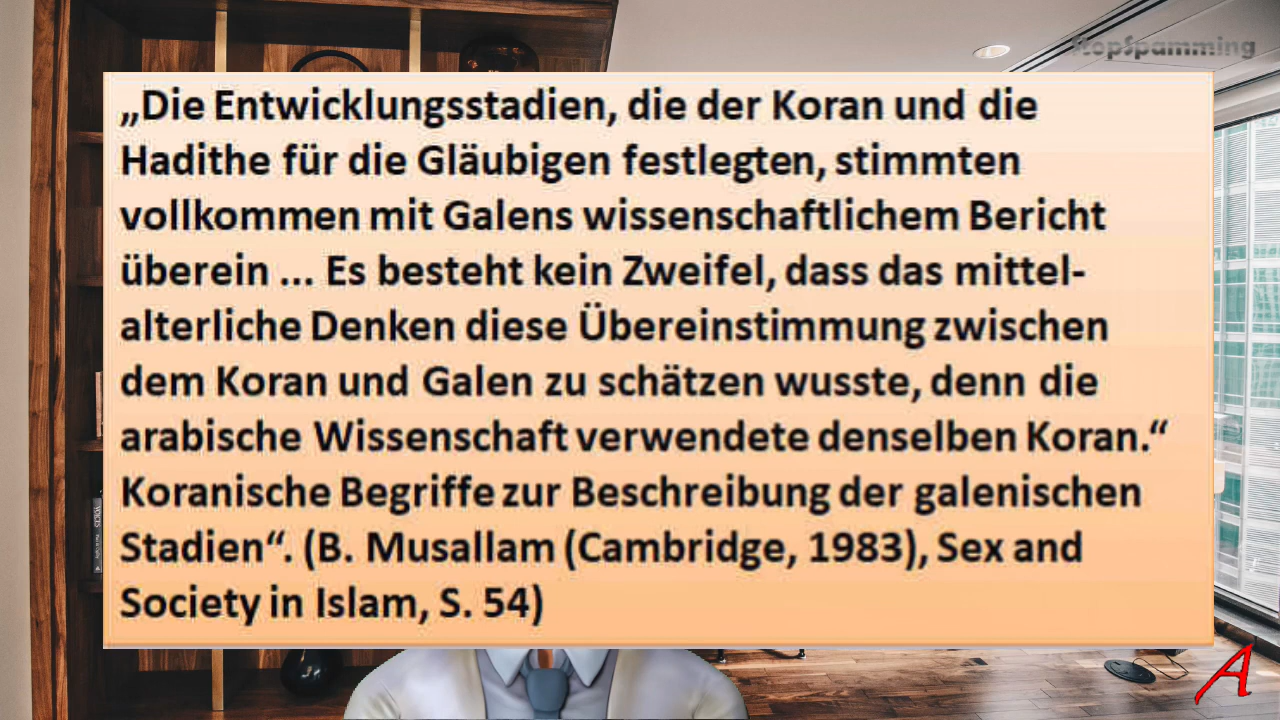 StopSpamming
„Die Entwicklungsstadien, die der Koran und die
Hadithe für die Gläubigen festlegten, stimmten
vollkommen mit Galens wissenschaftlichem Bericht
überein ... Es besteht kein Zweifel, dass das mittel-
alterliche Denken diese Übereinstimmung zwischen
dem Koran und Galen zu schätzen wusste, denn die
arabische Wissenschaft verwendete denselben Koran.“
Koranische Begriffe zur Beschreibung der galenischen
Stadien“. (B. Musallam (Cambridge, 1983), Sex and
Society in Islam, S. 54)
A